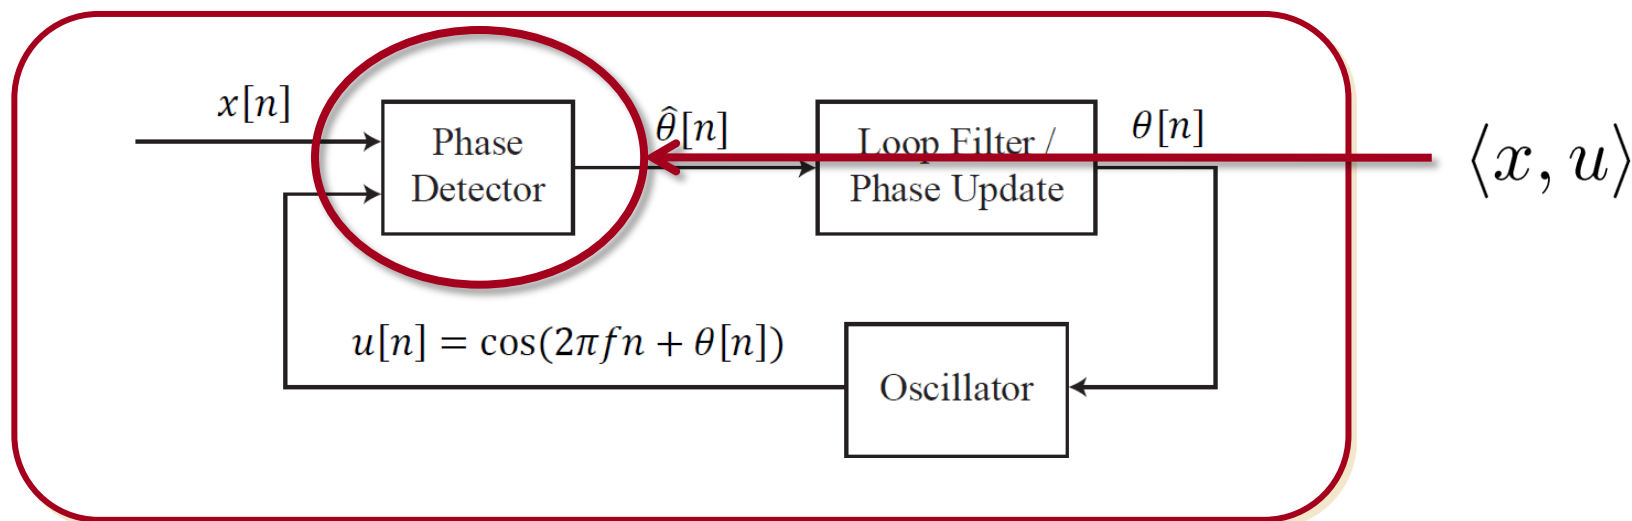 x[n]
Phase
Detector
θ̂[n]
Loop Filter /
Phase Update
θ[n]
⟨x, u⟩
u[n] = cos(2πfn + θ[n])
Oscillator